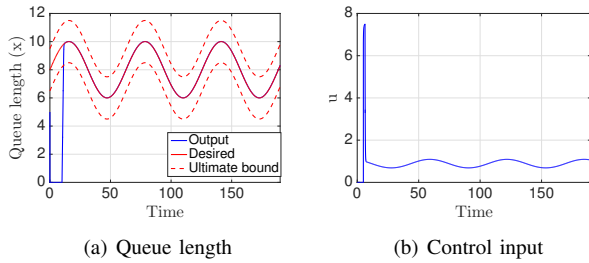 Queue length (x)
12
10
8
6
4
2
0
0
50
100
150
Time
Output
Desired
Ultimate bound
(a) Queue length
u
8
6
4
2
0
0
50
100
150
Time
(b) Control input